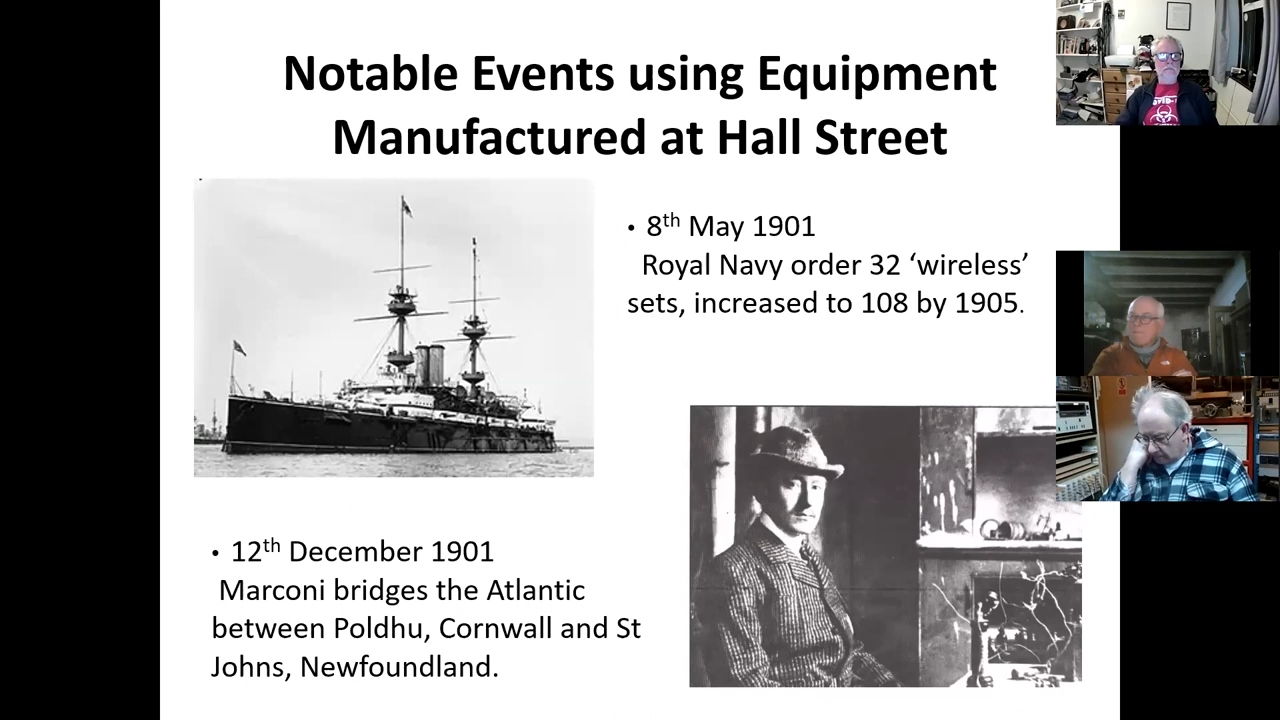 Notable Events using Equipment
Manufactured at Hall Street
• 8th May 1901
Royal Navy order 32 ‘wireless’
sets, increased to 108 by 1905.
• 12th December 1901
Marconi bridges the Atlantic
between Poldhu, Cornwall and St
Johns, Newfoundland.